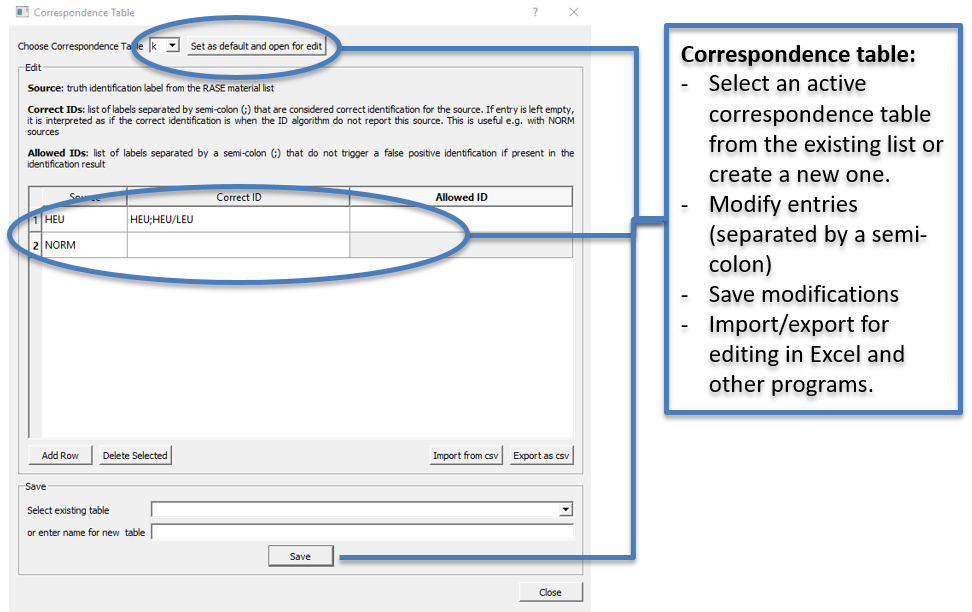 Correspondence Table
?
Choose Correspondence Table k Set as default and open for edit
Edit
Source: truth identification label from the RASE material list
Correct IDs: list of labels separated by semi-colon (;) that are considered correct identification for the source. If entry is left empty,
it is interpreted as if the correct identification is when the ID algorithm do not report this source. This is useful e.g. with NORM
sources
Allowed IDs: list of labels separated by a semi-colon (;) that do not trigger a false positive identification if present in the
identification result
Source Correct ID Allowed ID
1 HEU HEU;HEU/LEU
2 NORM
Add Row Delete Selected Import from csv Export as csv
Save
Select existing table
or enter name for new table
Save
Close
Correspondence table:
- Select an active
correspondence table
from the existing list or
create a new one.
- Modify entries
(separated by a semi-
colon)
- Save modifications
- Import/export for
editing in Excel and
other programs.